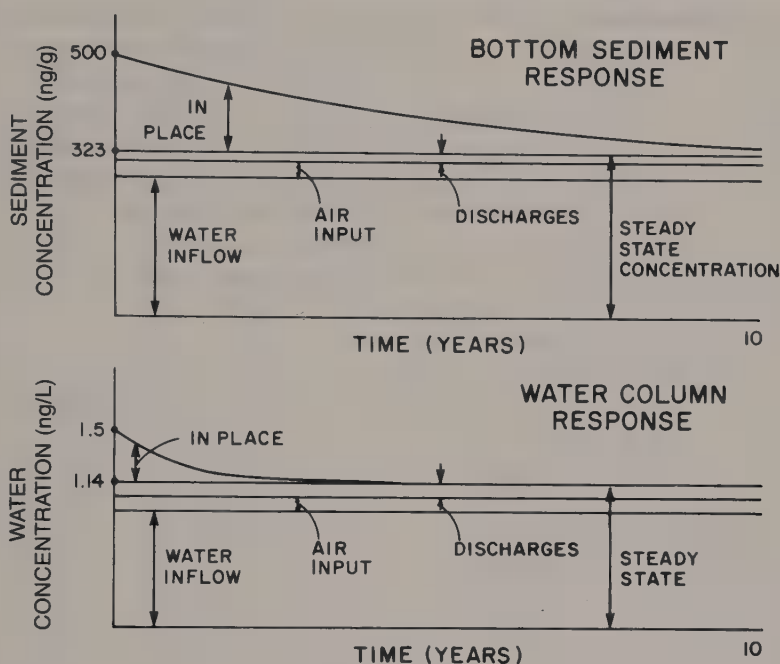 BOTTOM SEDIMENT
RESPONSE
SEDIMENT
CONCENTRATION (ng/g)
500
323
IN
PLACE
WATER
INFLOW
AIR
INPUT
DISCHARGES
STEADY
STATE
CONCENTRATION
TIME (YEARS)
10
WATER COLUMN
RESPONSE
WATER
CONCENTRATION (ng/L)
1.5
1.14
IN PLACE
WATER
INFLOW
AIR
INPUT
DISCHARGES
STEADY
STATE
TIME (YEARS)
10